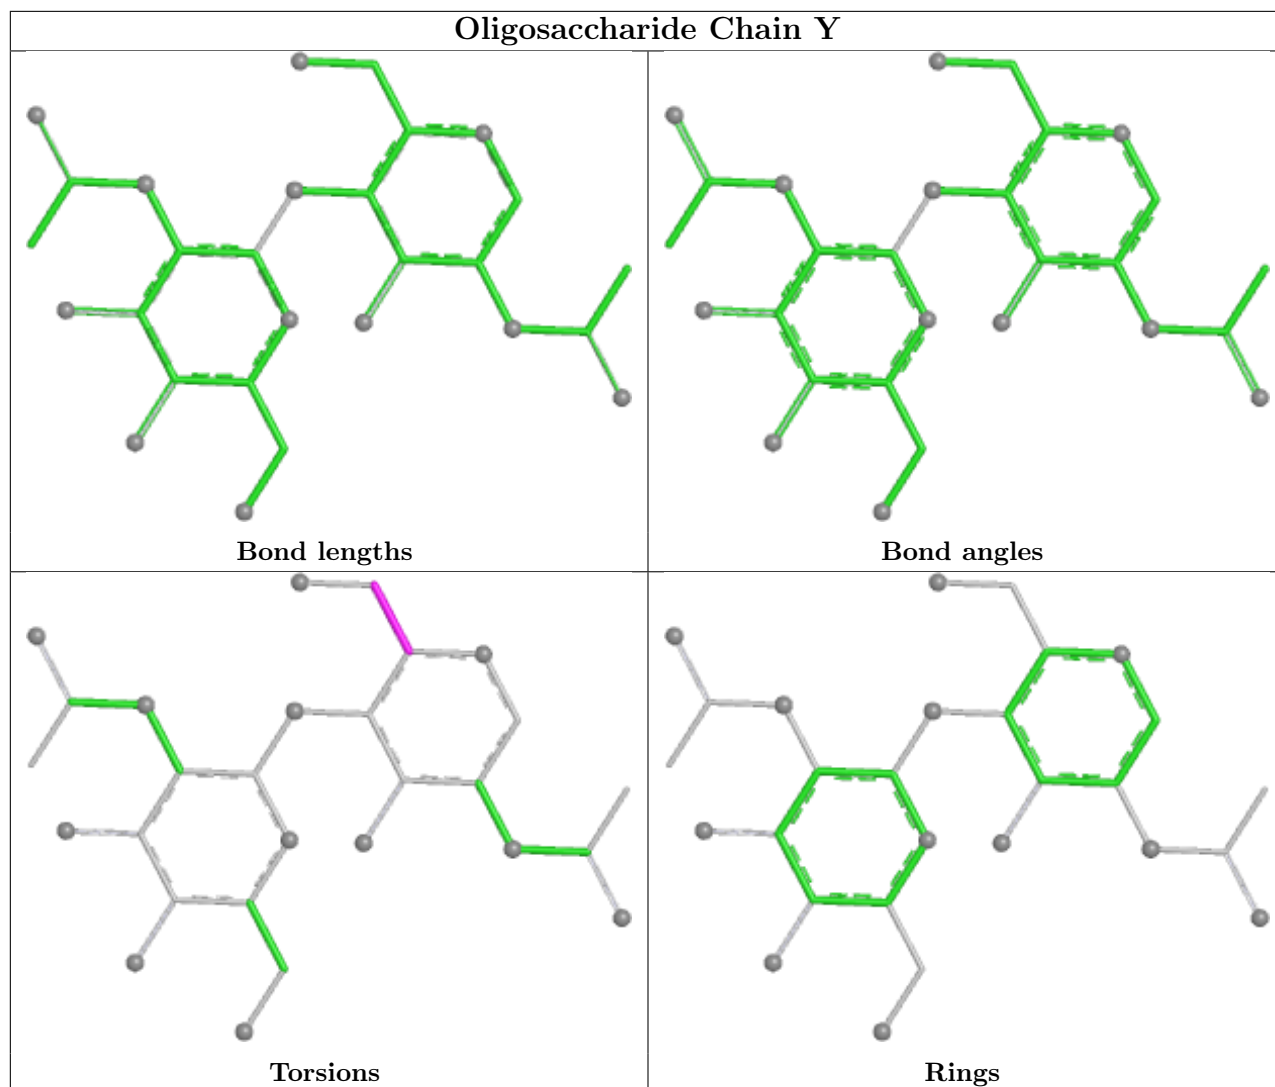 Oligosaccharide Chain Y
Bond lengths
Bond angles
Torsions
Rings